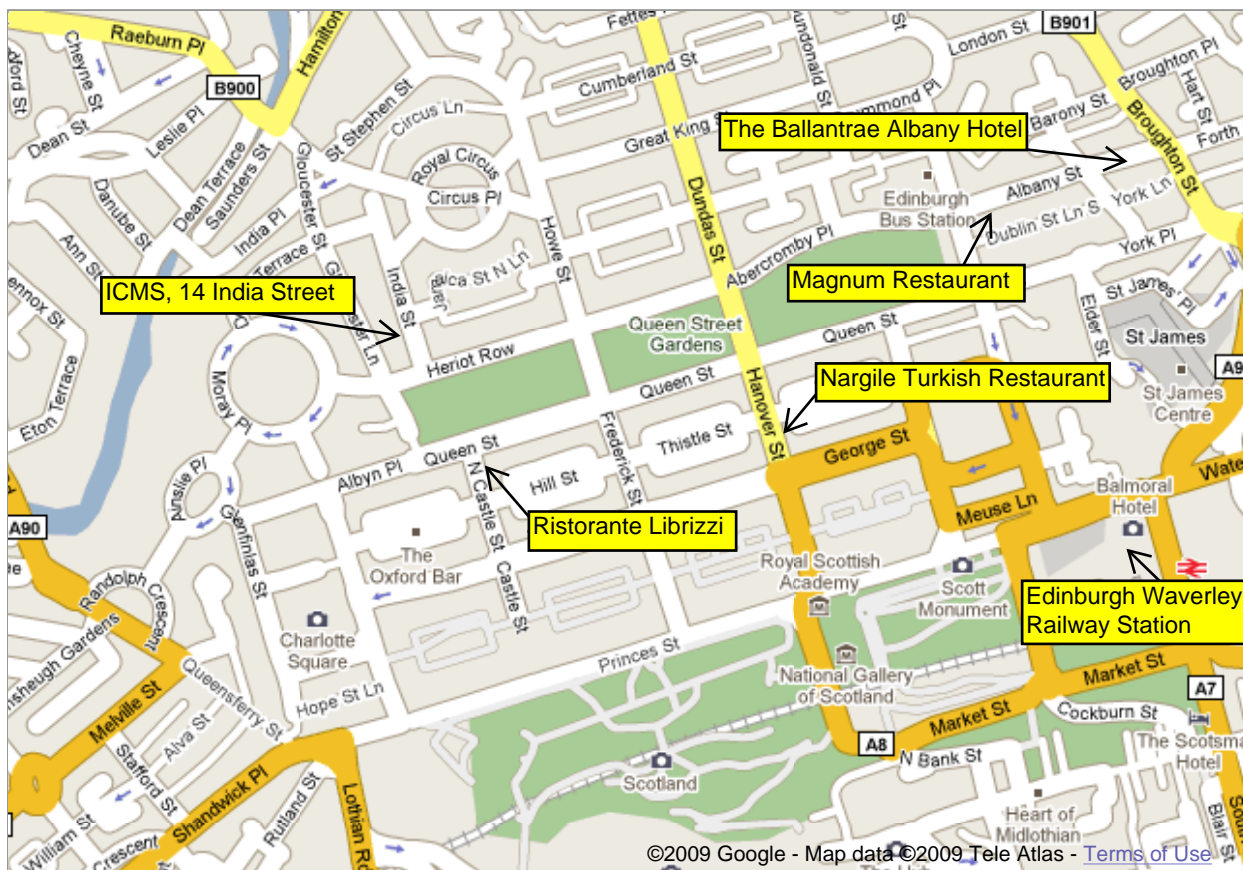 Raeburn Pl
Cheyne St
B900
Hamilton
Fettes
Cumberland St
Dundonald St
London St
B901
Broughton Pl
Hart St
Forth
Barony St
Broughton St
Dean St
Leslie Pl
St Stephen St
Circus Ln
Great King
The Ballantrae Albany Hotel
Royal Circus
Circus Pl
Dean Terrace
Saunders St
Gloucester St
India Pl
Danube St
Ann St
Terrace
Howe St
Dundas St
Edinburgh
Bus Station
Albany St
York Ln
Dublin St Ln S
York Pl
Abercromby Pl
Magnum Restaurant
ICMS, 14 India Street
India St
St N Ln
Queen Street
Gardens
Queen St
Elder St
St James' Pl
St James
St James
Centre
Eton Terrace
Moray Pl
Heriot Row
Queen St
Hanover St
Nargile Turkish Restaurant
Frederick St
Thistle St
George St
Ainslie Pl
Albyn Pl
Queen St
Hill St
N Castle St
Castle St
Ristorante Librizzi
Meuse Ln
Balmoral
Hotel
A90
Glenfinlas St
The
Oxford Bar
Royal Scottish
Academy
Scott
Monument
Edinburgh Waverley
Railway Station
Randolph Crescent
Charlotte
Square
Princes St
National Gallery
of Scotland
Market St
Market St
A7
Queensferry St
Hope St Ln
Melville St
Alva St
Stafford St
William St
Shandwick Pl
Rutland St
Crescent
Scotland
A8
N Bank St
Cockburn St
Hotel
Heart of
Midlothian
Blair St
©2009 Google - Map data ©2009 Tele Atlas - Terms of Use